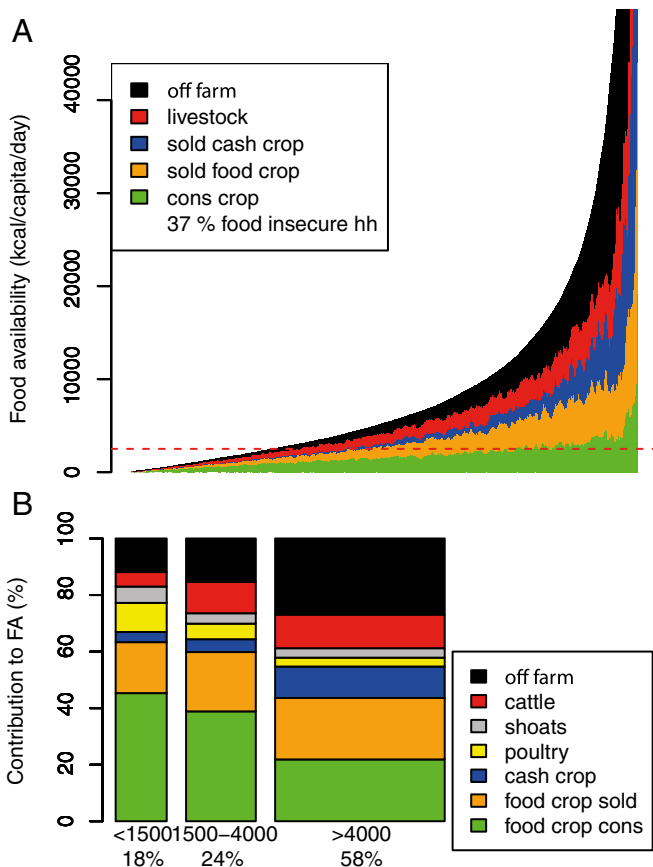 A
Food availability (kcal/capita/day)
40000
30000
20000
10000
0
off farm
livestock
sold cash crop
sold food crop
cons crop
37 % food insecure hh
B
Contribution to FA (%)
100
80
60
40
20
0
<1500 1500−4000 >4000
18% 24% 58%
off farm
cattle
shoats
poultry
cash crop
food crop sold
food crop cons